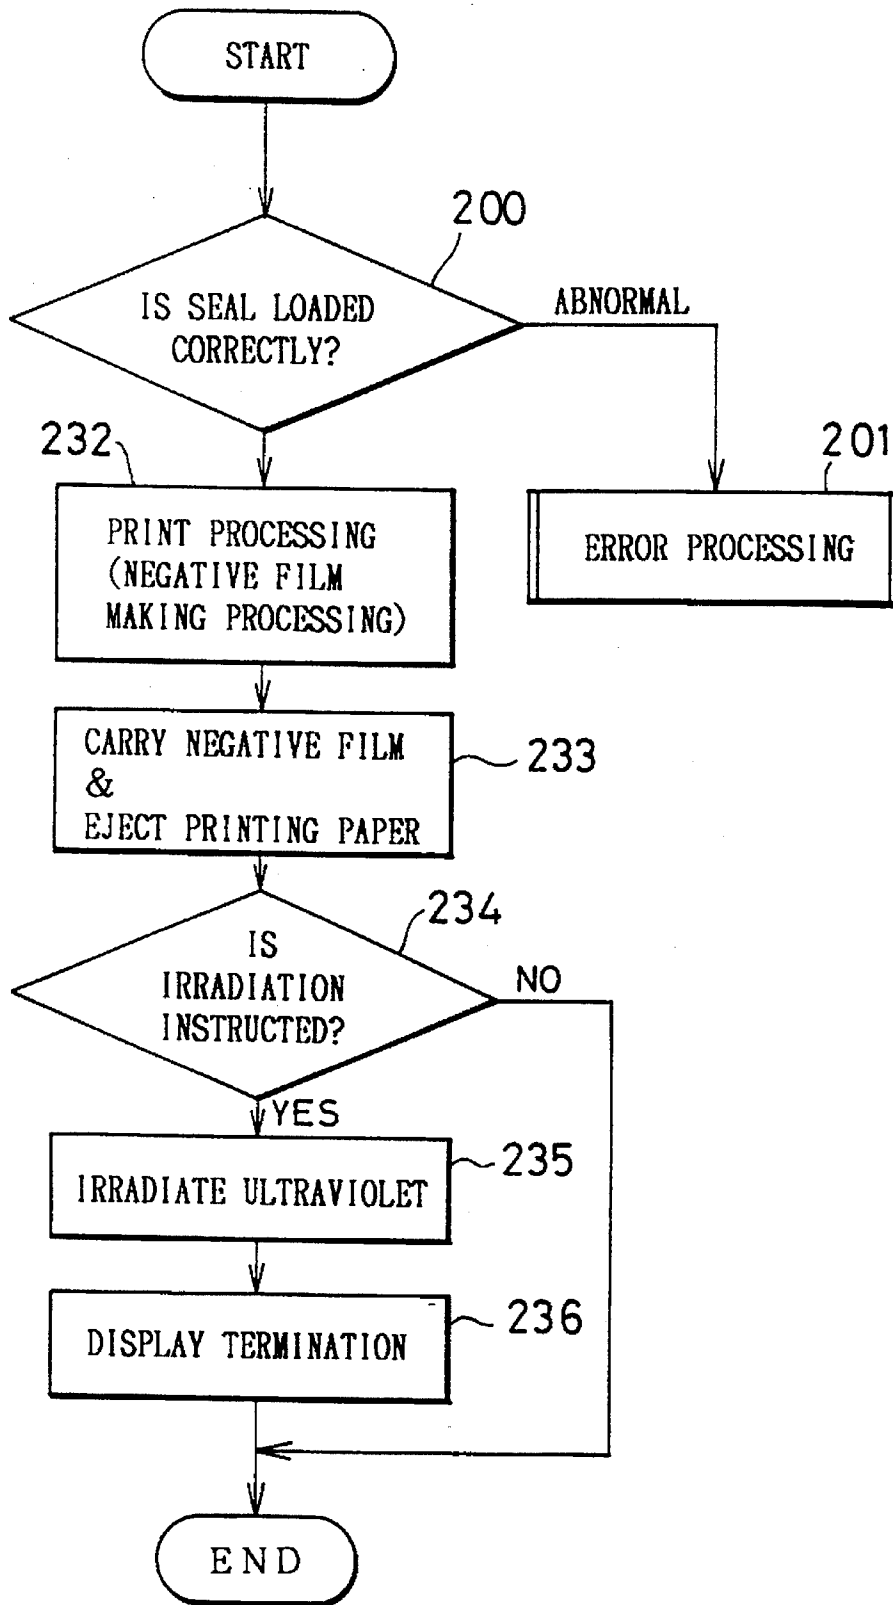 START
200
IS SEAL LOADED
CORRECTLY?
ABNORMAL
232
PRINT PROCESSING
(NEGATIVE FILM
MAKING PROCESSING)
201
ERROR PROCESSING
CARRY NEGATIVE FILM
&
EJECT PRINTING PAPER
233
234
IS
IRRADIATION
INSTRUCTED?
NO
YES
IRRADIATE ULTRAVIOLET
235
DISPLAY TERMINATION
236
END